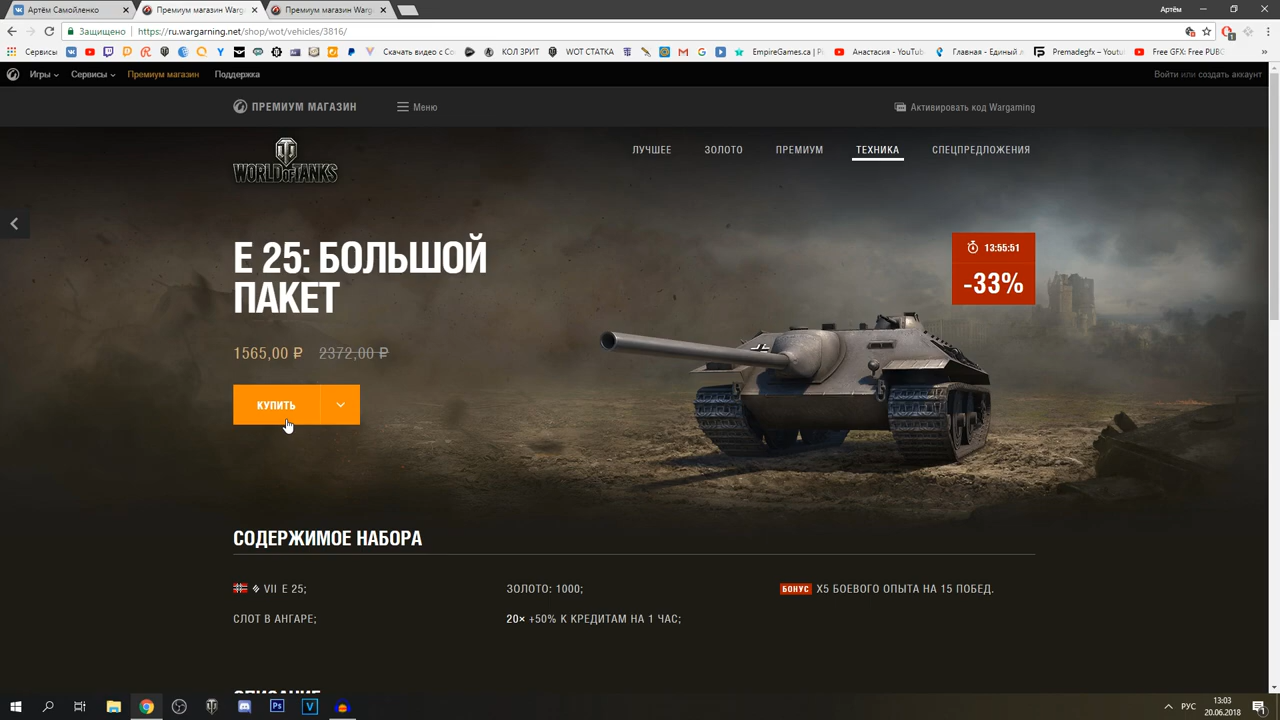 Артём Самойленко
Премиум магазин Warg
Премиум магазин Warg
Артём
Защищено
https://ru.wargaming.net/shop/wot/vehicles/3816/
Сервисы
Скачать видео с Со
КОЛ ЗРИТ
WOT СТАТКА
EmpireGames.ca | Р
Анастасия - YouTub
Главная - Единый л
Premadegfx – Youtu
Free GFX: Free PUBG
Игры
Сервисы
Премиум магазин
Поддержка
Войти или создать аккаунт
ПРЕМИУМ МАГАЗИН
Меню
Активировать код Wargaming
WORLD OF TANKS
ЛУЧШЕЕ
ЗОЛОТО
ПРЕМИУМ
ТЕХНИКА
СПЕЦПРЕДЛОЖЕНИЯ
E 25: БОЛЬШОЙ
ПАКЕТ
13:55:51
-33%
1565,00 ₽ 2372,00 ₽
КУПИТЬ
СОДЕРЖИМОЕ НАБОРА
VII E 25;
ЗОЛОТО: 1000;
БОНУС X5 БОЕВОГО ОПЫТА НА 15 ПОБЕД.
СЛОТ В АНГАРЕ;
20× +50% К КРЕДИТАМ НА 1 ЧАС;
ОПИСАНИЕ
РУС
13:03
20.06.2018